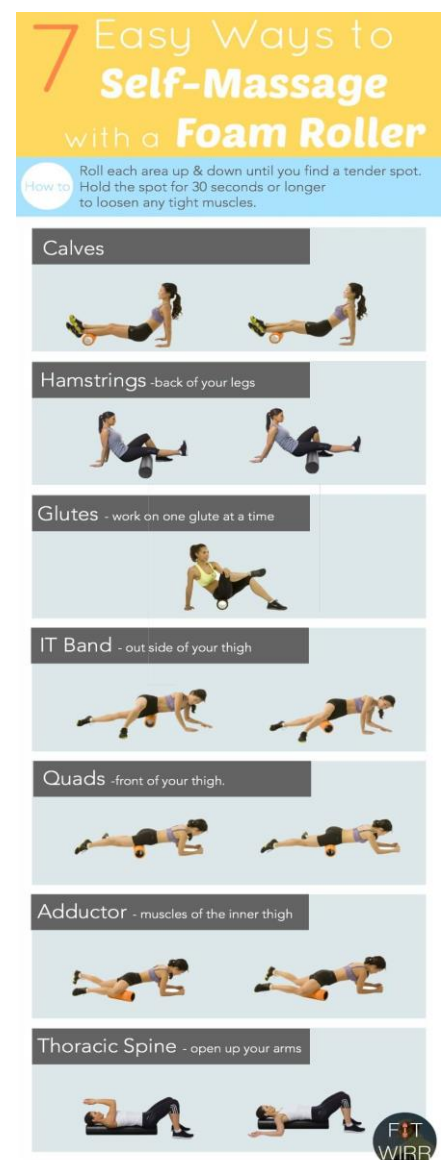 7 Easy Ways to
Self-Massage
with a Foam Roller
How to
Roll each area up & down until you find a tender spot.
Hold the spot for 30 seconds or longer
to loosen any tight muscles.
Calves
Hamstrings -back of your legs
Glutes - work on one glute at a time
IT Band - out side of your thigh
Quads -front of your thigh.
Adductor - muscles of the inner thigh
Thoracic Spine - open up your arms
FIT
WIRR